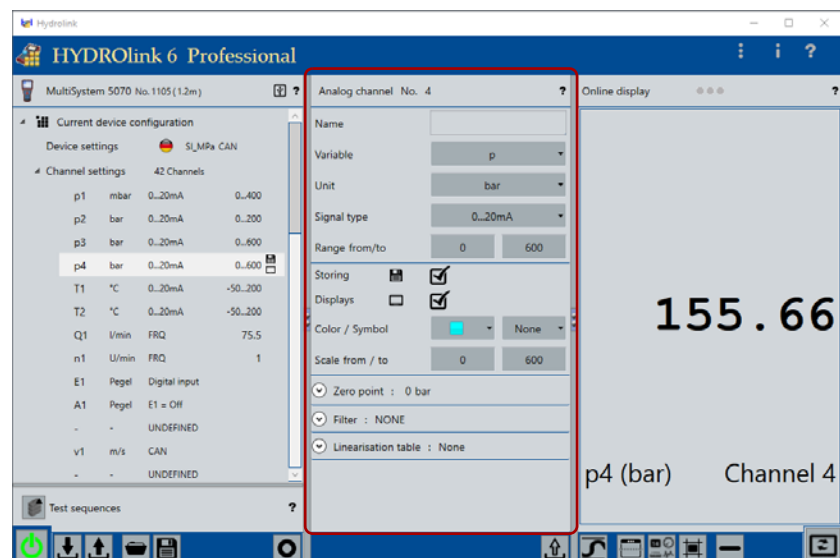 Hydrolink
HYDROlink 6 Professional
MultiSystem 5070 No. 1105 (1.2m) ?
Current device configuration
Device settings SI_MPa CAN
Channel settings 42 Channels
p1 mbar 0...20mA 0...400
p2 bar 0...20mA 0...200
p3 bar 0...20mA 0...600
p4 bar 0...20mA 0...600
T1 °C 0...20mA -50...200
T2 °C 0...20mA -50...200
Q1 l/min FRQ 75.5
n1 U/min FRQ 1
E1 Pegel Digital input
A1 Pegel E1 = Off
- - UNDEFINED
v1 m/s CAN
- - UNDEFINED
Test sequences ?
Analog channel No. 4 ?
Name
Variable p
Unit bar
Signal type 0...20mA
Range from/to 0 600
Storing
Displays
Color / Symbol None
Scale from / to 0 600
Zero point : 0 bar
Filter : NONE
Linearisation table : None
Online display ?
155.66
p4 (bar) Channel 4